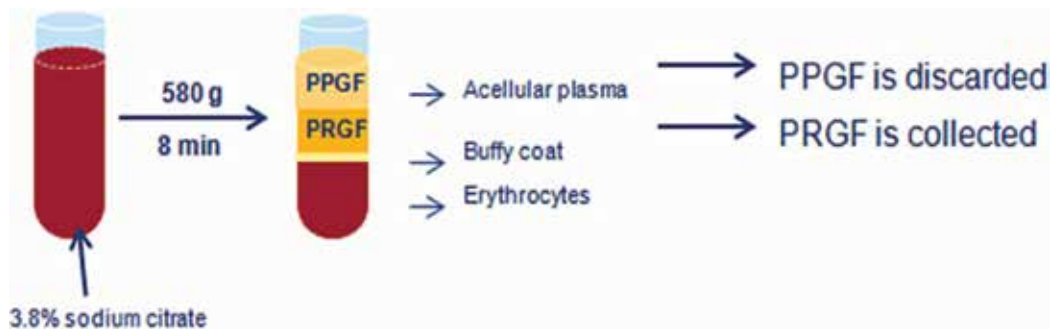 580 g
8 min
3.8% sodium citrate
PPGF
PRGF
Acellular plasma
Buffy coat
Erythrocytes
PPGF is discarded
PRGF is collected